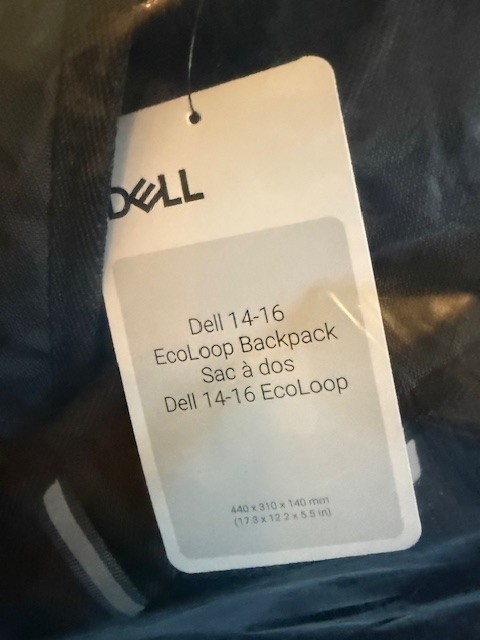 DELL
Dell 14-16
EcoLoop Backpack
Sac à dos
Dell 14-16 EcoLoop
440 x 310 x 140 mm
(17.3 x 12.2 x 5.5 in)